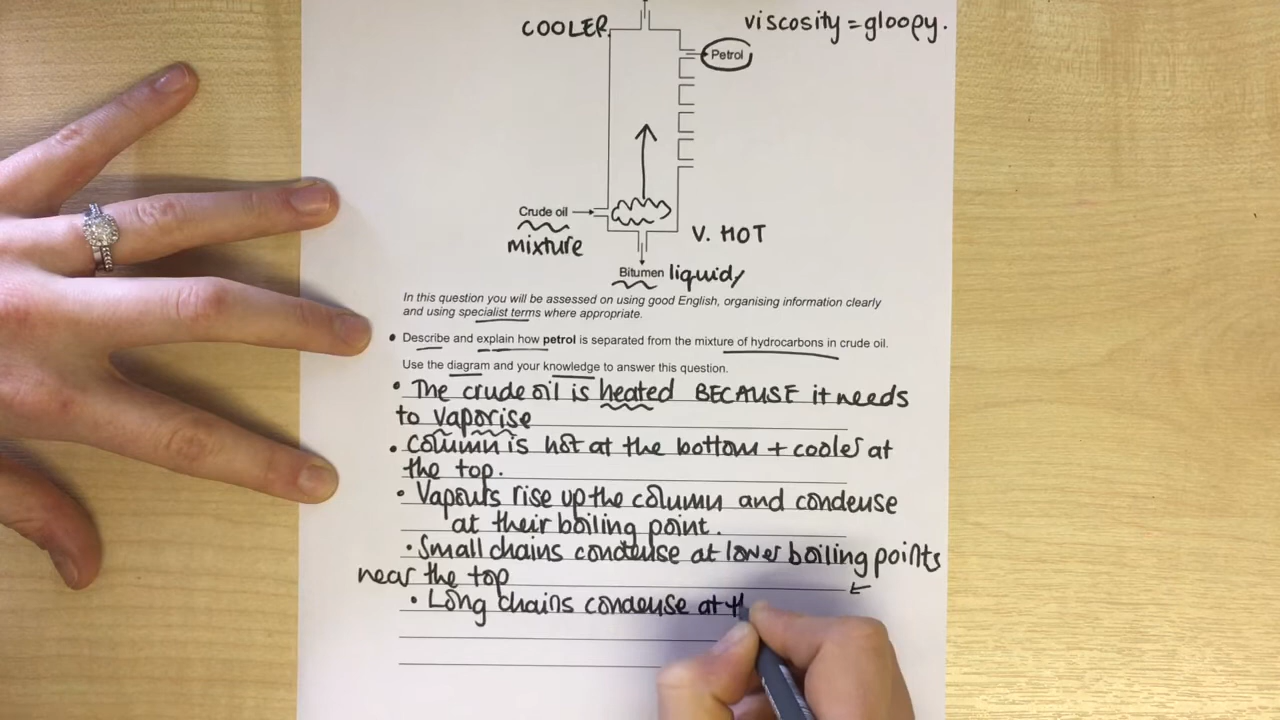 COOLER.
viscosity = gloopy.
Petrol
Crude oil
mixture
V. HOT
Bitumen liquidy
In this question you will be assessed on using good English, organising information clearly
and using specialist terms where appropriate.
• Describe and explain how petrol is separated from the mixture of hydrocarbons in crude oil.
Use the diagram and your knowledge to answer this question.
• The crude oil is heated BECAUSE it needs
to vaporise
• column is hot at the bottom + cooler at
the top.
• Vapours rise up the column and condense
at their boiling point.
• Small chains condense at lower boiling points
near the top
• Long chains condense at th